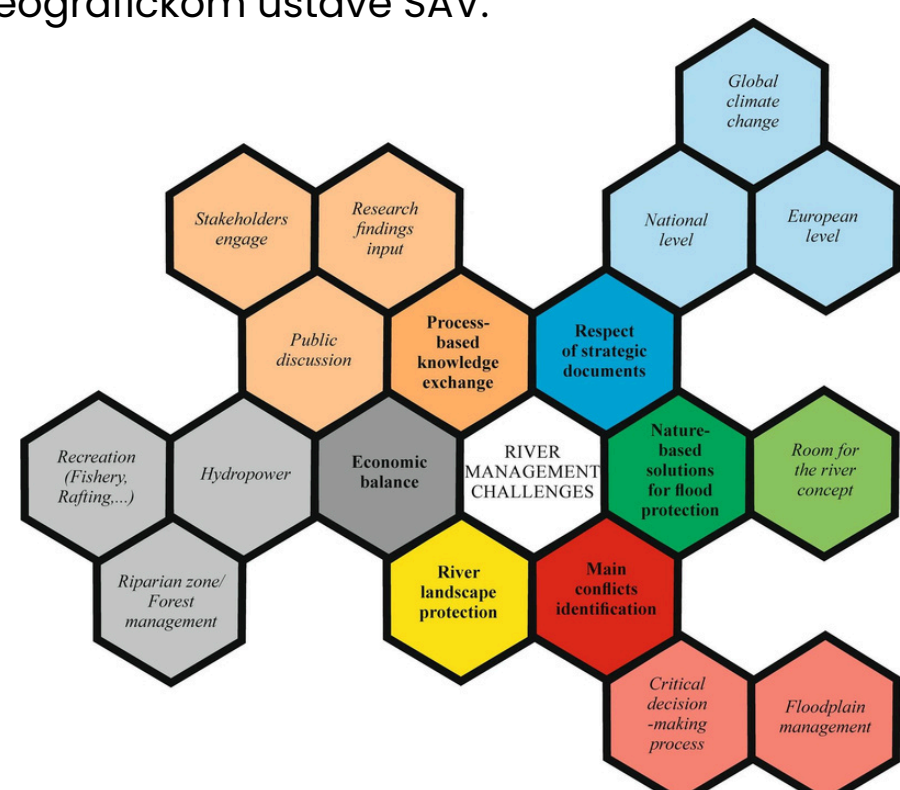 eografickom ústave SAV.
Global
climate
change
Stakeholders
engage
Research
findings
input
National
level
European
level
Public
discussion
Process-
based
knowledge
exchange
Respect
of strategic
documents
Recreation
(Fishery,
Rafting,...)
Hydropower
Economic
balance
RIVER
MANAGEMENT
CHALLENGES
Nature-
based
solutions
for flood
protection
Room for
the river
concept
Riparian zone/
Forest
management
River
landscape
protection
Main
conflicts
identification
Critical
decision
-making
process
Floodplain
management